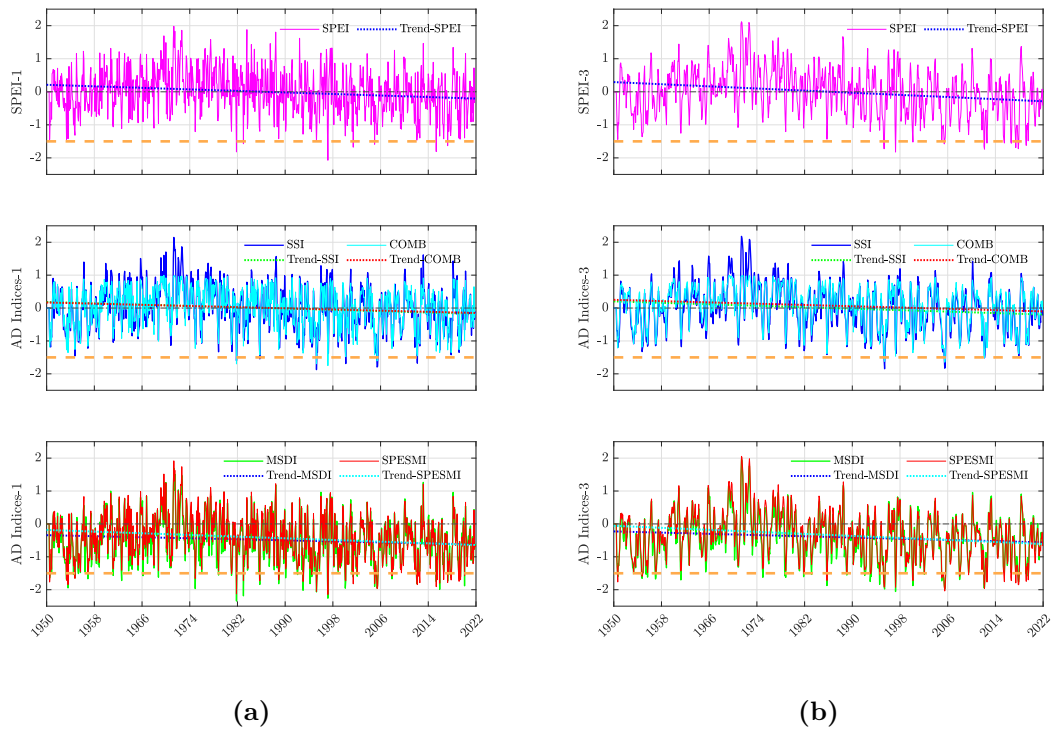 SPEI Trend-SPEI
SPEI-1
2
1
0
-1
-2
SPEI Trend-SPEI
SPEI-3
2
1
0
-1
-2
SSI COMB
Trend-SSI Trend-COMB
AD Indices-1
2
1
0
-1
-2
SSI COMB
Trend-SSI Trend-COMB
AD Indices-3
2
1
0
-1
-2
MSDI SPESMI
Trend-MSDI Trend-SPESMI
AD Indices-1
2
1
0
-1
-2
1950 1958 1966 1974 1982 1990 1998 2006 2014 2022
MSDI SPESMI
Trend-MSDI Trend-SPESMI
AD Indices-3
2
1
0
-1
-2
1950 1958 1966 1974 1982 1990 1998 2006 2014 2022
(a) (b)